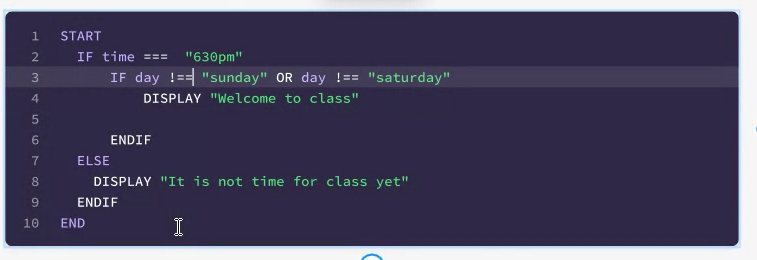 1 START
2 IF time === "630pm"
3 IF day !== "sunday" OR day !== "saturday"
4 DISPLAY "Welcome to class"
5
6 ENDIF
7 ELSE
8 DISPLAY "It is not time for class yet"
9 ENDIF
10 END